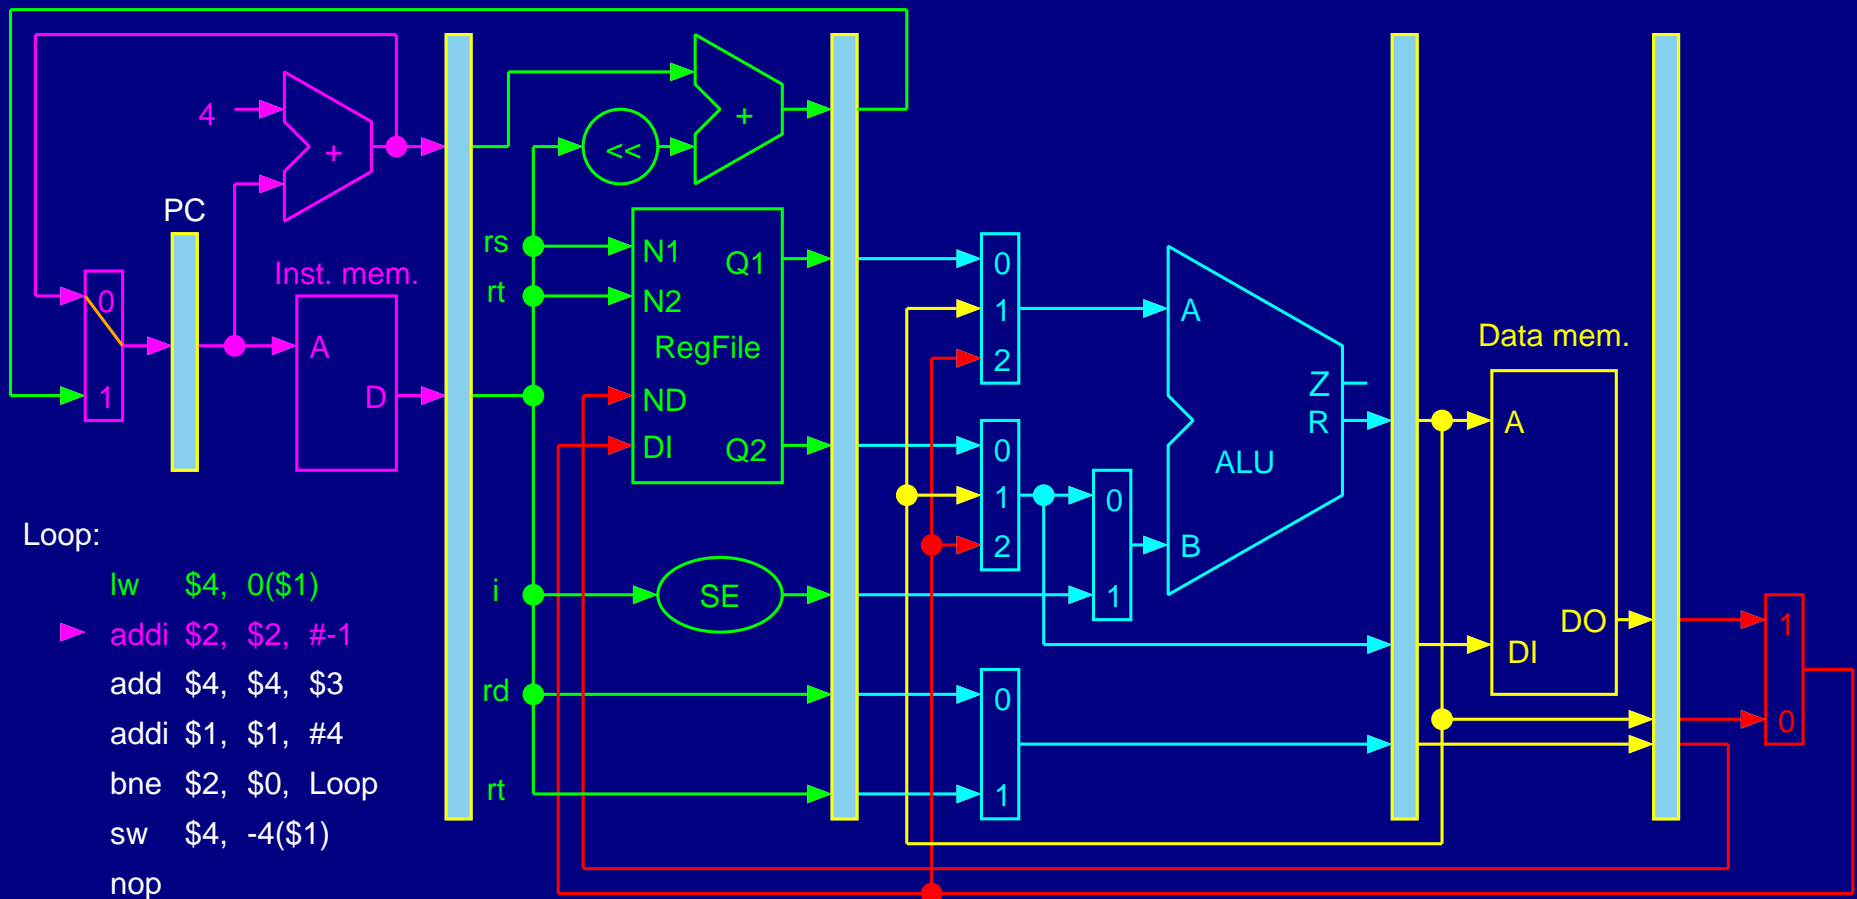 4
+
+
<<
PC
Inst. mem.
0
1
A
D
rs
rt
N1
N2
Q1
RegFile
ND
DI
Q2
i
SE
rd
rt
0
1
2
0
1
2
0
1
0
1
A
B
Z
R
ALU
Data mem.
A
DI
DO
1
0
Loop:
lw $4, 0($1)
addi $2, $2, #-1
add $4, $4, $3
addi $1, $1, #4
bne $2, $0, Loop
sw $4, -4($1)
nop